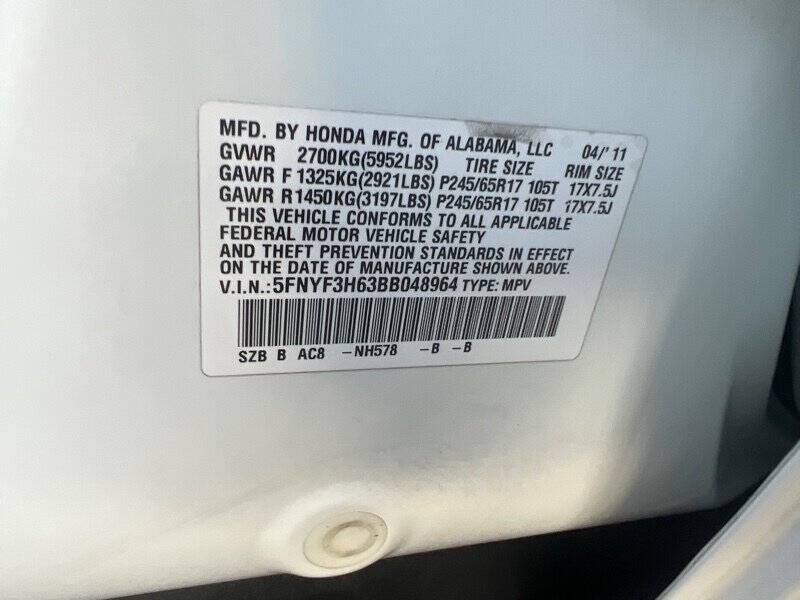 MFD. BY HONDA MFG. OF ALABAMA, LLC 04/'11
GVWR 2700KG(5952LBS) TIRE SIZE RIM SIZE
GAWR F 1325KG(2921LBS) P245/65R17 105T 17X7.5J
GAWR R1450KG(3197LBS) P245/65R17 105T 17X7.5J
THIS VEHICLE CONFORMS TO ALL APPLICABLE
FEDERAL MOTOR VEHICLE SAFETY
AND THEFT PREVENTION STANDARDS IN EFFECT
ON THE DATE OF MANUFACTURE SHOWN ABOVE.
V.I.N.:5FNYF3H63BB048964 TYPE: MPV
SZB B AC8 -NH578 -B -B